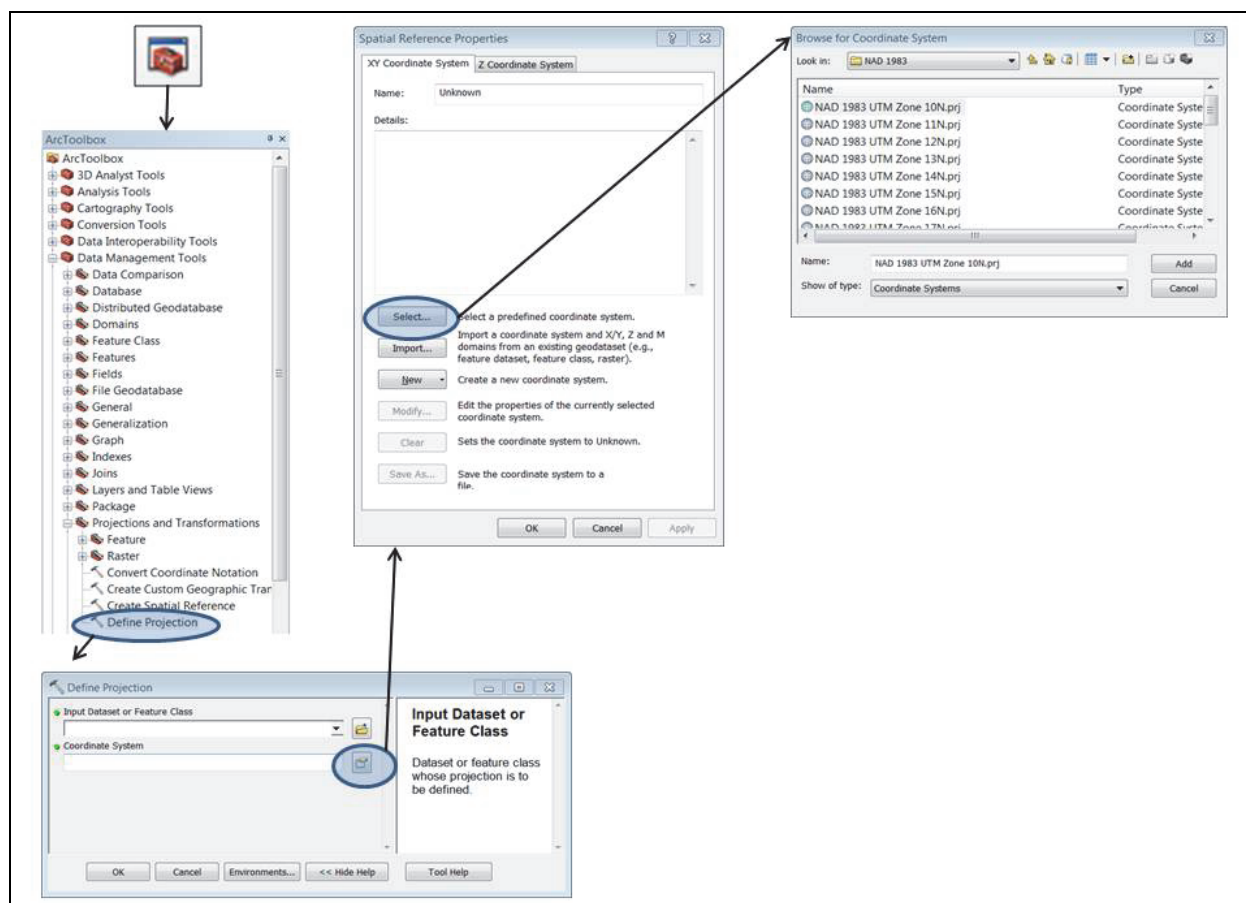 ArcToolbox
ArcToolbox
3D Analyst Tools
Analysis Tools
Cartography Tools
Conversion Tools
Data Interoperability Tools
Data Management Tools
Data Comparison
Database
Distributed Geodatabase
Domains
Feature Class
Features
Fields
File Geodatabase
General
Generalization
Graph
Indexes
Joins
Layers and Table Views
Package
Projections and Transformations
Feature
Raster
Convert Coordinate Notation
Create Custom Geographic Tran
Create Spatial Reference
Define Projection
Define Projection
Input Dataset or Feature Class
Coordinate System
Input Dataset or
Feature Class
Dataset or feature class
whose projection is to
be defined.
OK Cancel Environments... << Hide Help Tool Help
Spatial Reference Properties
XY Coordinate System Z Coordinate System
Name: Unknown
Details:
Select... Select a predefined coordinate system.
Import... Import a coordinate system and X/Y, Z and M
domains from an existing geodataset (e.g.,
feature dataset, feature class, raster).
New Create a new coordinate system.
Modify... Edit the properties of the currently selected
coordinate system.
Clear Sets the coordinate system to Unknown.
Save As... Save the coordinate system to a
file.
OK Cancel Apply
Browse for Coordinate System
Look in: NAD 1983
Name Type
NAD 1983 UTM Zone 10N.prj Coordinate Syste
NAD 1983 UTM Zone 11N.prj Coordinate Syste
NAD 1983 UTM Zone 12N.prj Coordinate Syste
NAD 1983 UTM Zone 13N.prj Coordinate Syste
NAD 1983 UTM Zone 14N.prj Coordinate Syste
NAD 1983 UTM Zone 15N.prj Coordinate Syste
NAD 1983 UTM Zone 16N.prj Coordinate Syste
NAD 1983 UTM Zone 17N.prj Coordinate Syste
Name: NAD 1983 UTM Zone 10N.prj Add
Show of type: Coordinate Systems Cancel